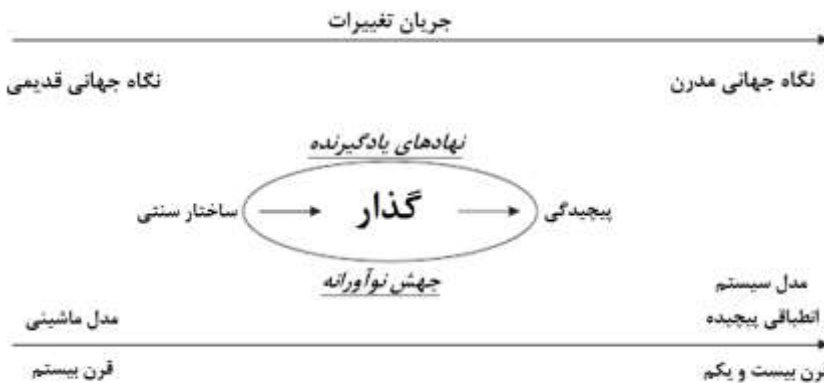 جریان تغییرات
نگاه جهانی مدرن
نگاه جهانی قدیمی
نهادهای یادگیرنده
ساختار سنتی
گذار
پیچیدگی
جهش نوآورانه
مدل سیستم
انطباقی پیچیده
مدل ماشینی
قرن بیست و یکم
قرن بیستم